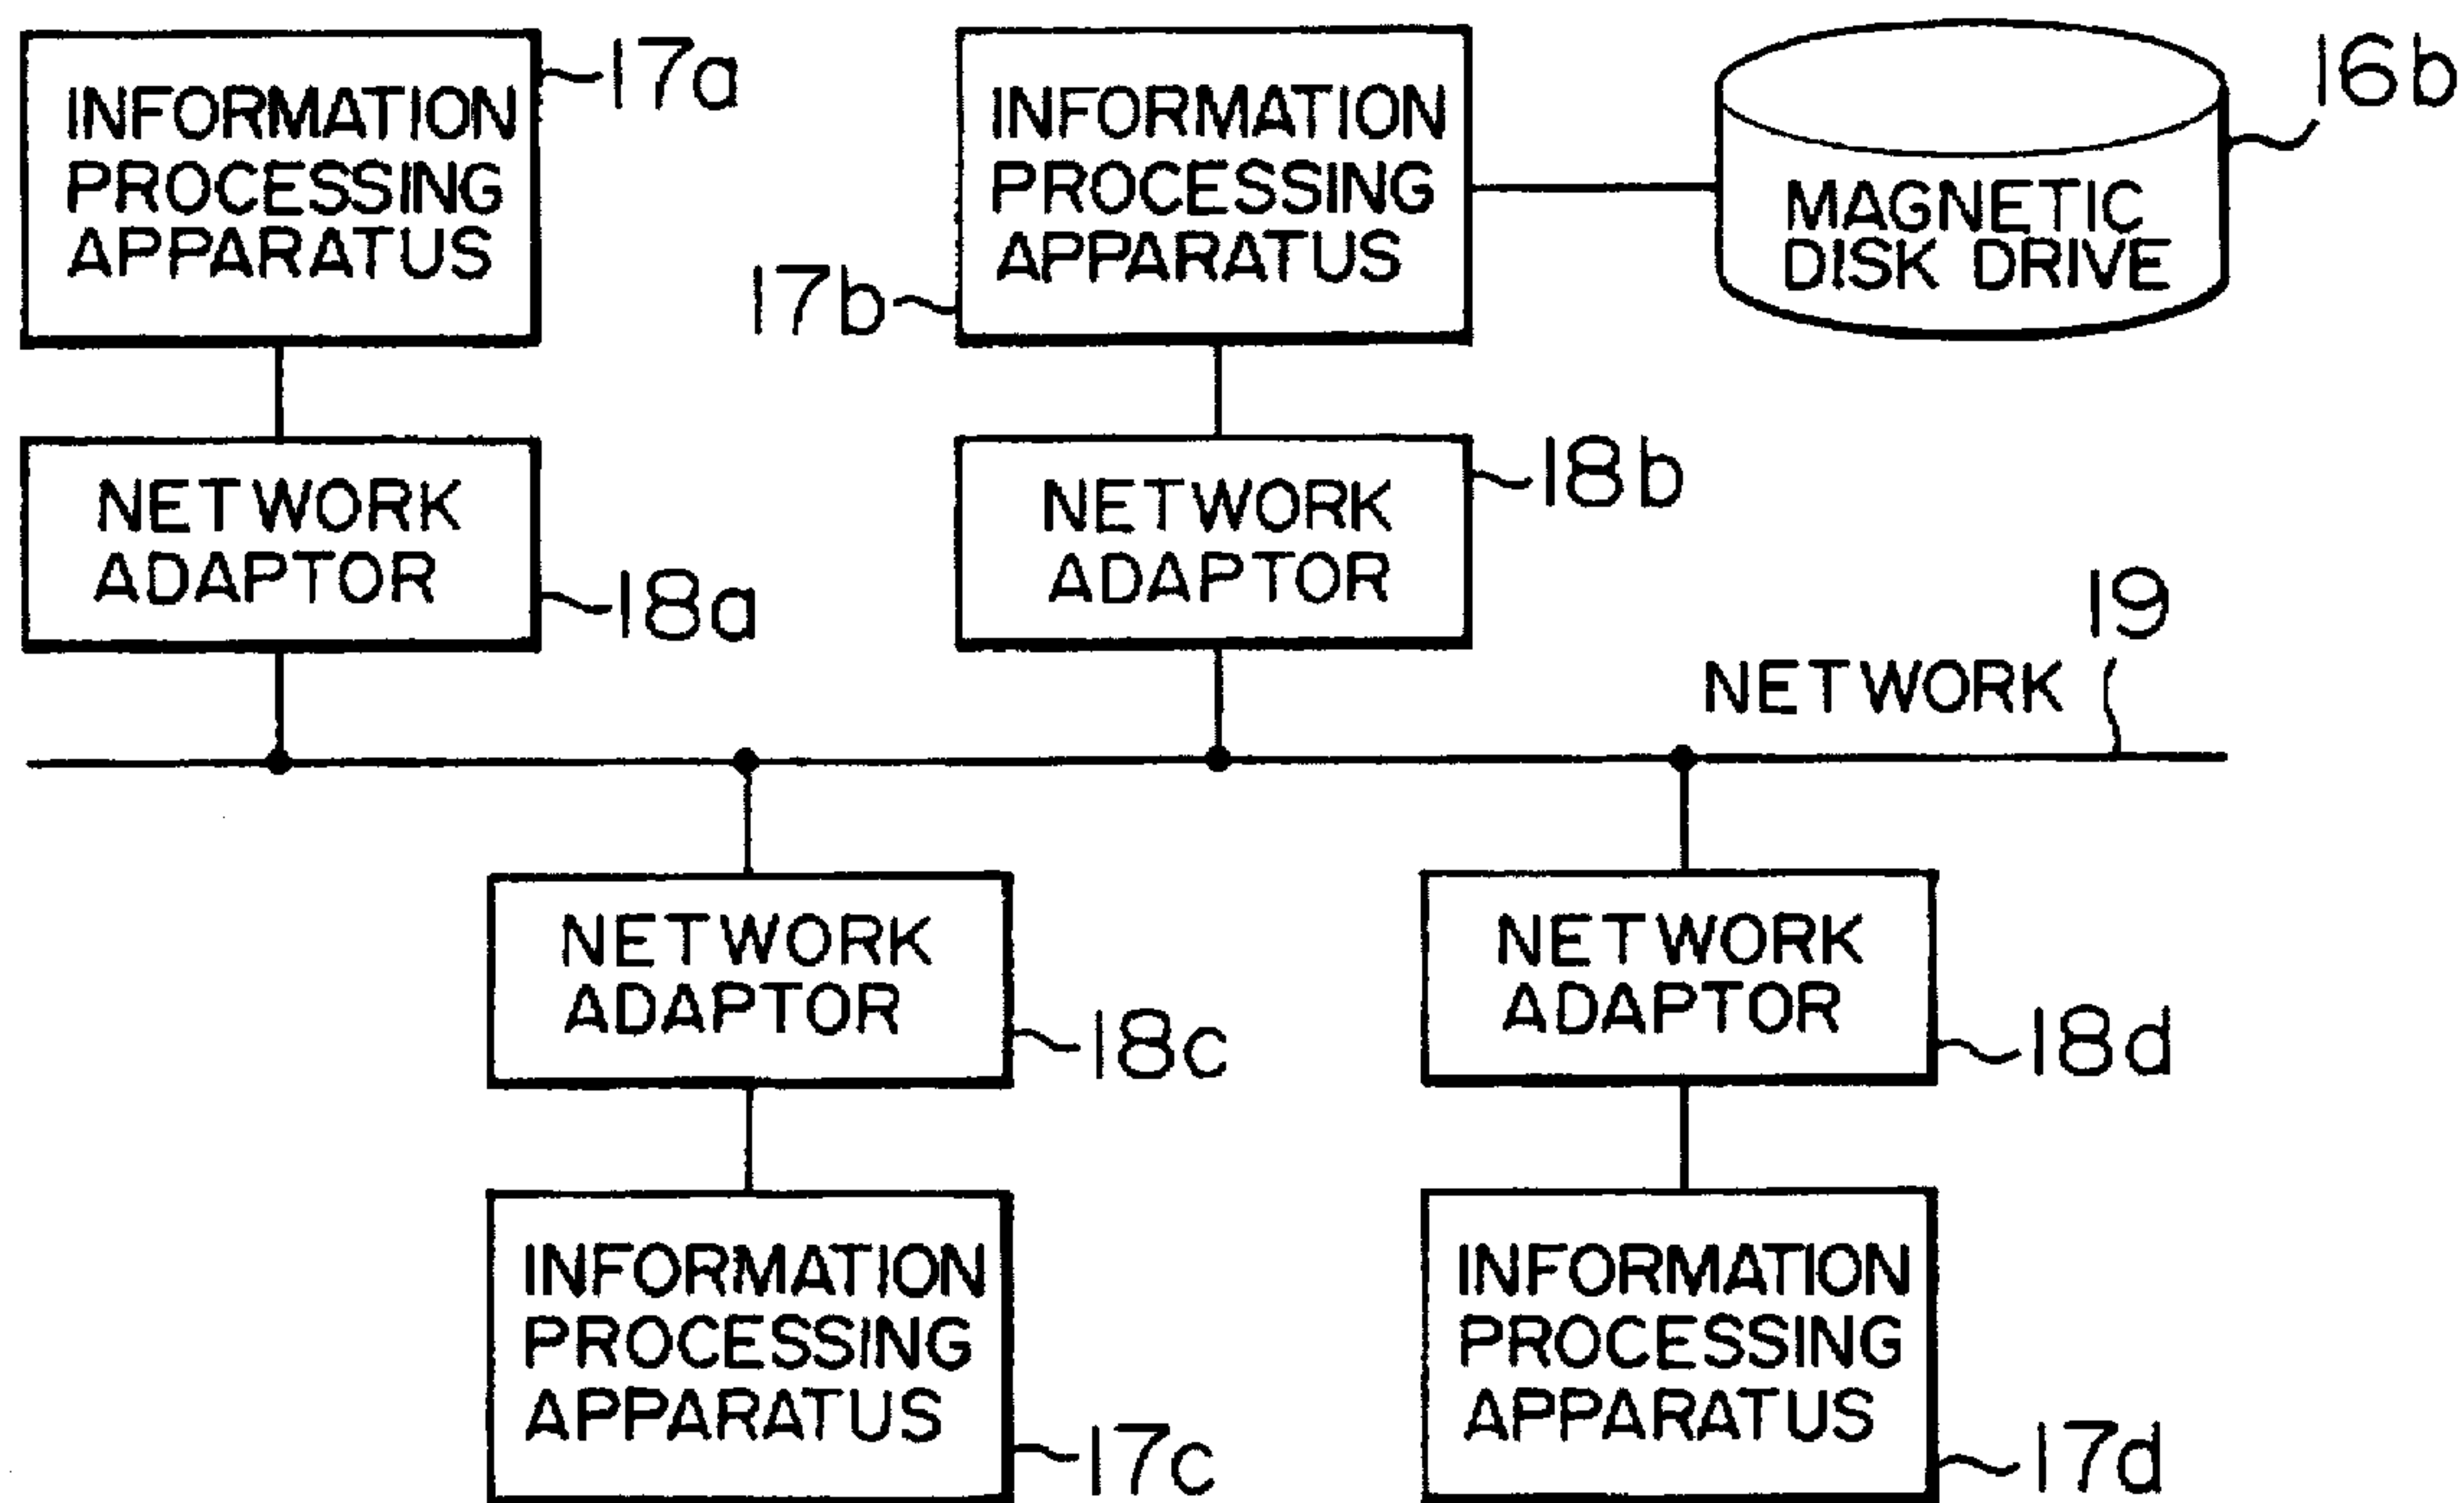 INFORMATION
PROCESSING
APPARATUS
17a
INFORMATION
PROCESSING
APPARATUS
17b
MAGNETIC
DISK DRIVE
16b
NETWORK
ADAPTOR
18a
NETWORK
ADAPTOR
18b
NETWORK
19
NETWORK
ADAPTOR
18c
NETWORK
ADAPTOR
18d
INFORMATION
PROCESSING
APPARATUS
17c
INFORMATION
PROCESSING
APPARATUS
17d